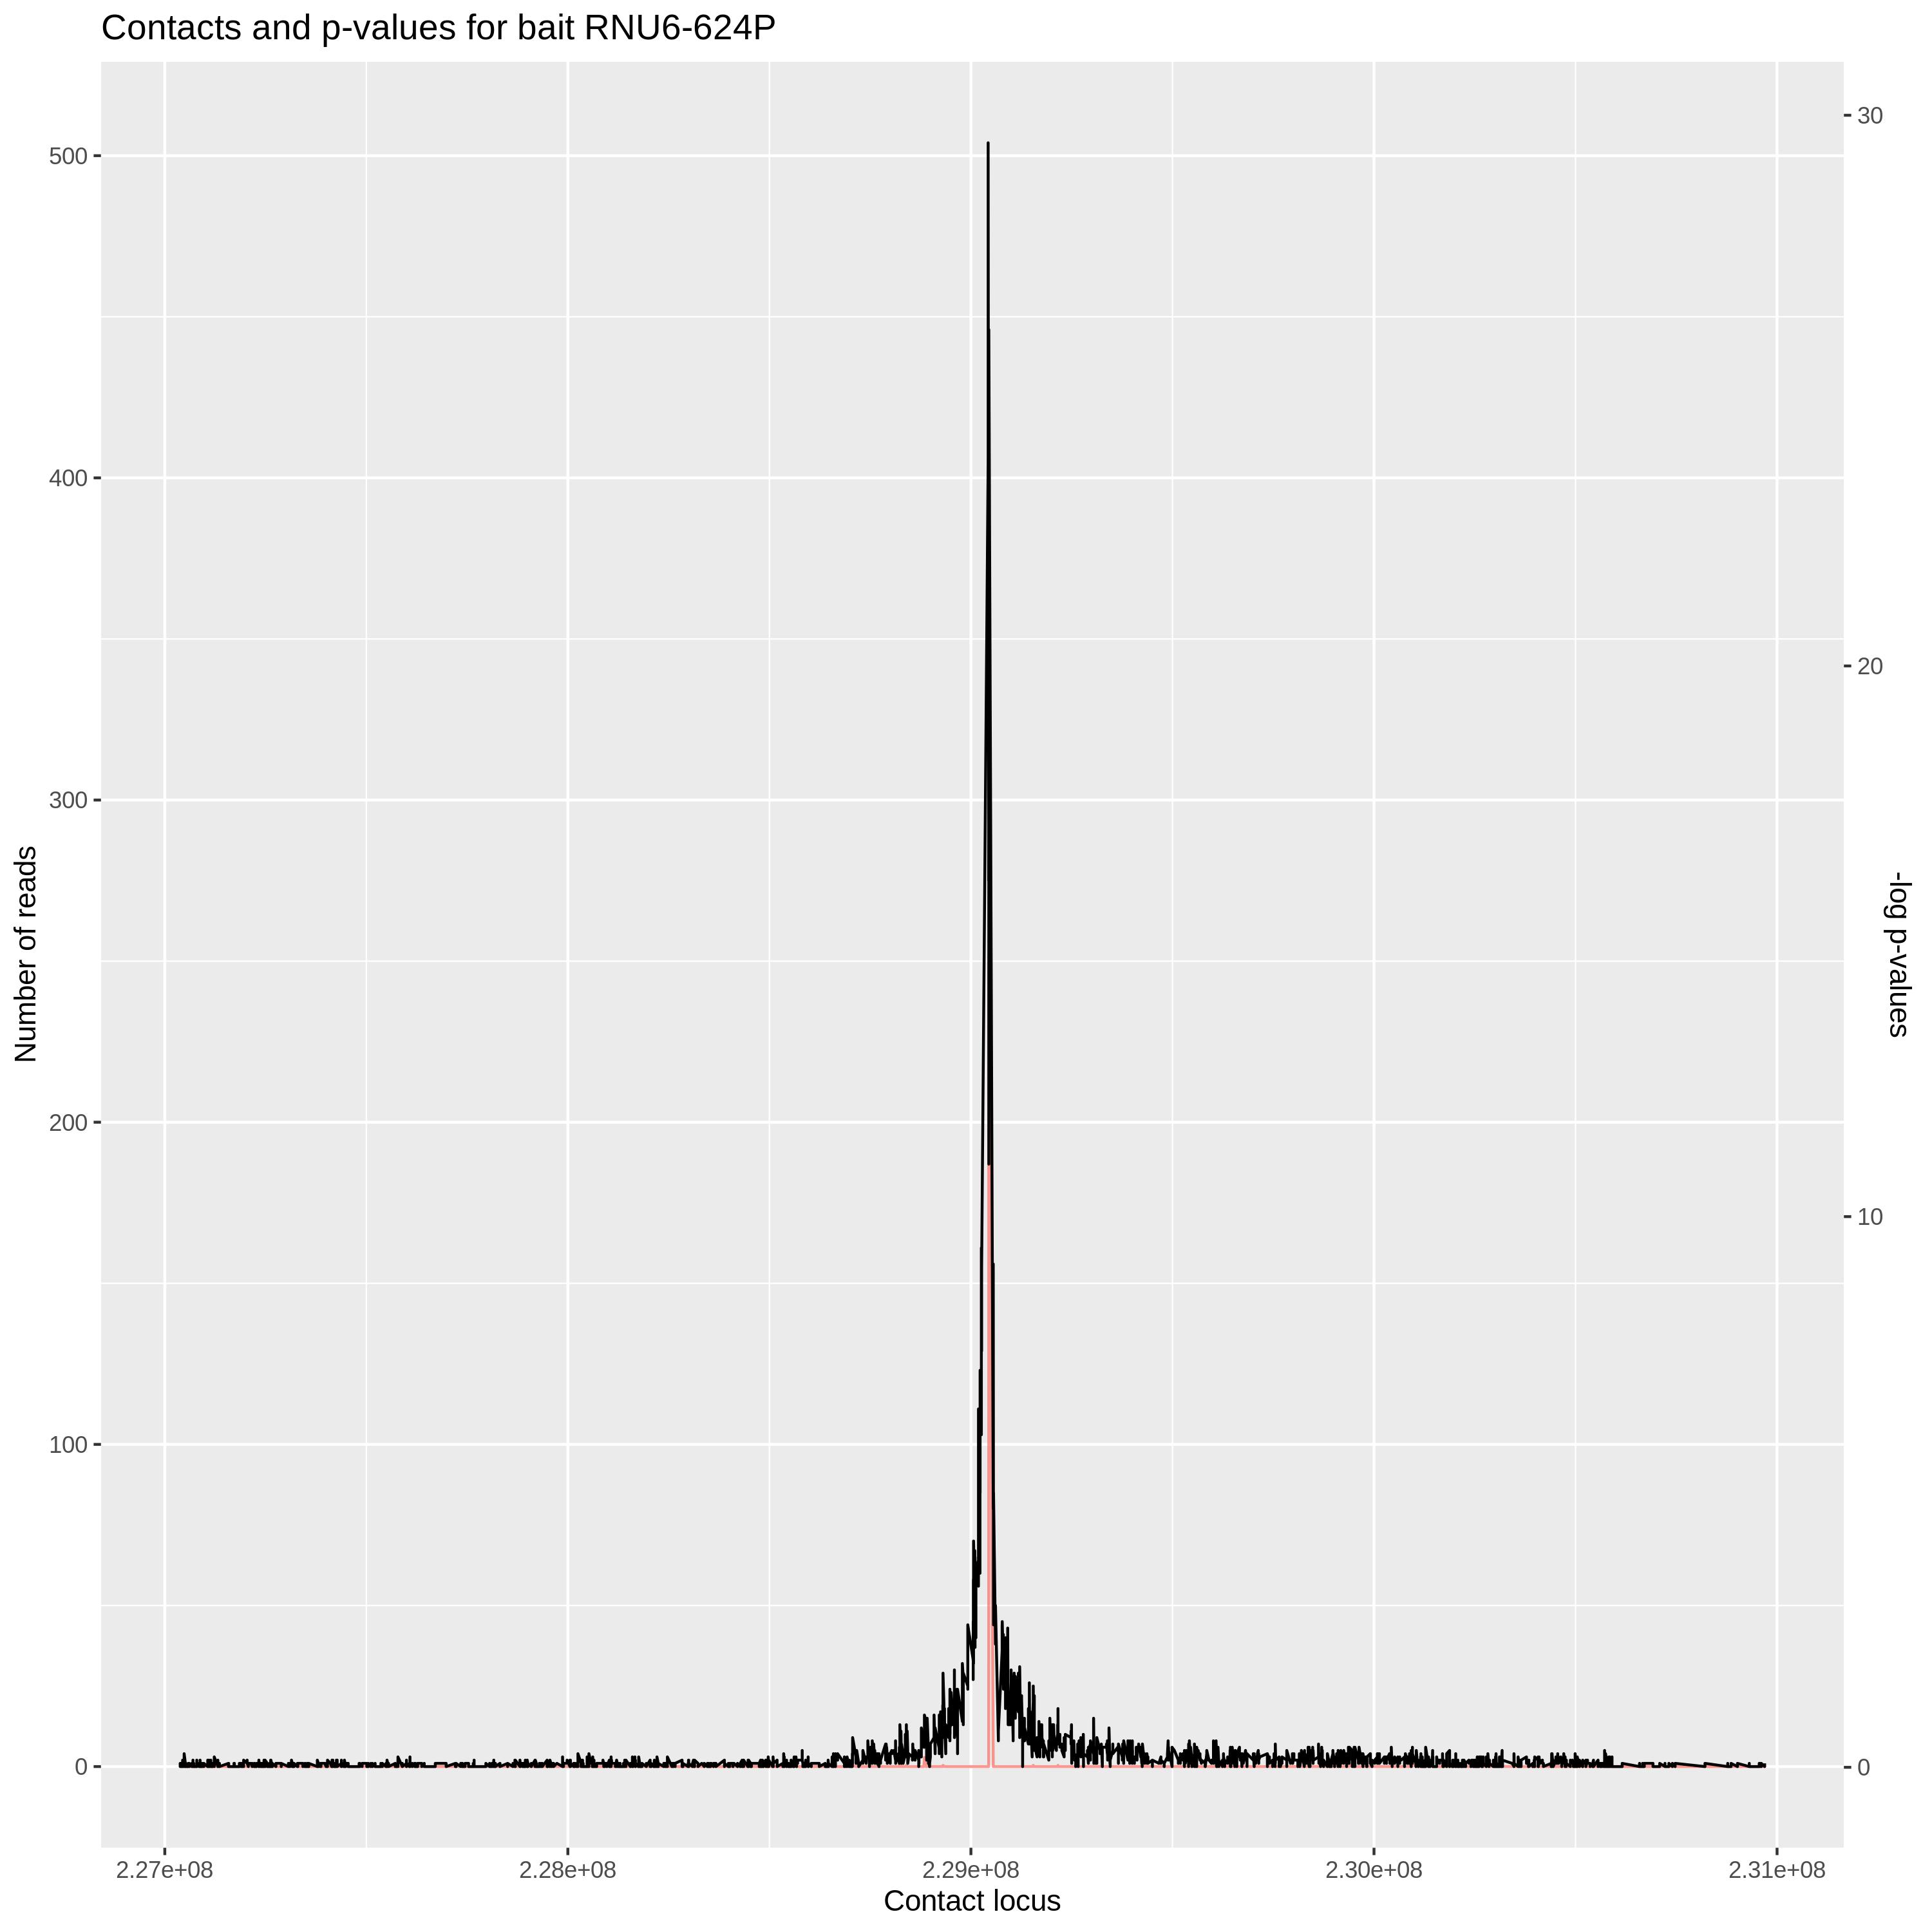 Contacts and p-values for bait RNU6-624P
500
400
300
200
100
0
Number of reads
30
20
10
0
-log p-values
2.27e+08
2.28e+08
2.29e+08
2.30e+08
2.31e+08
Contact locus